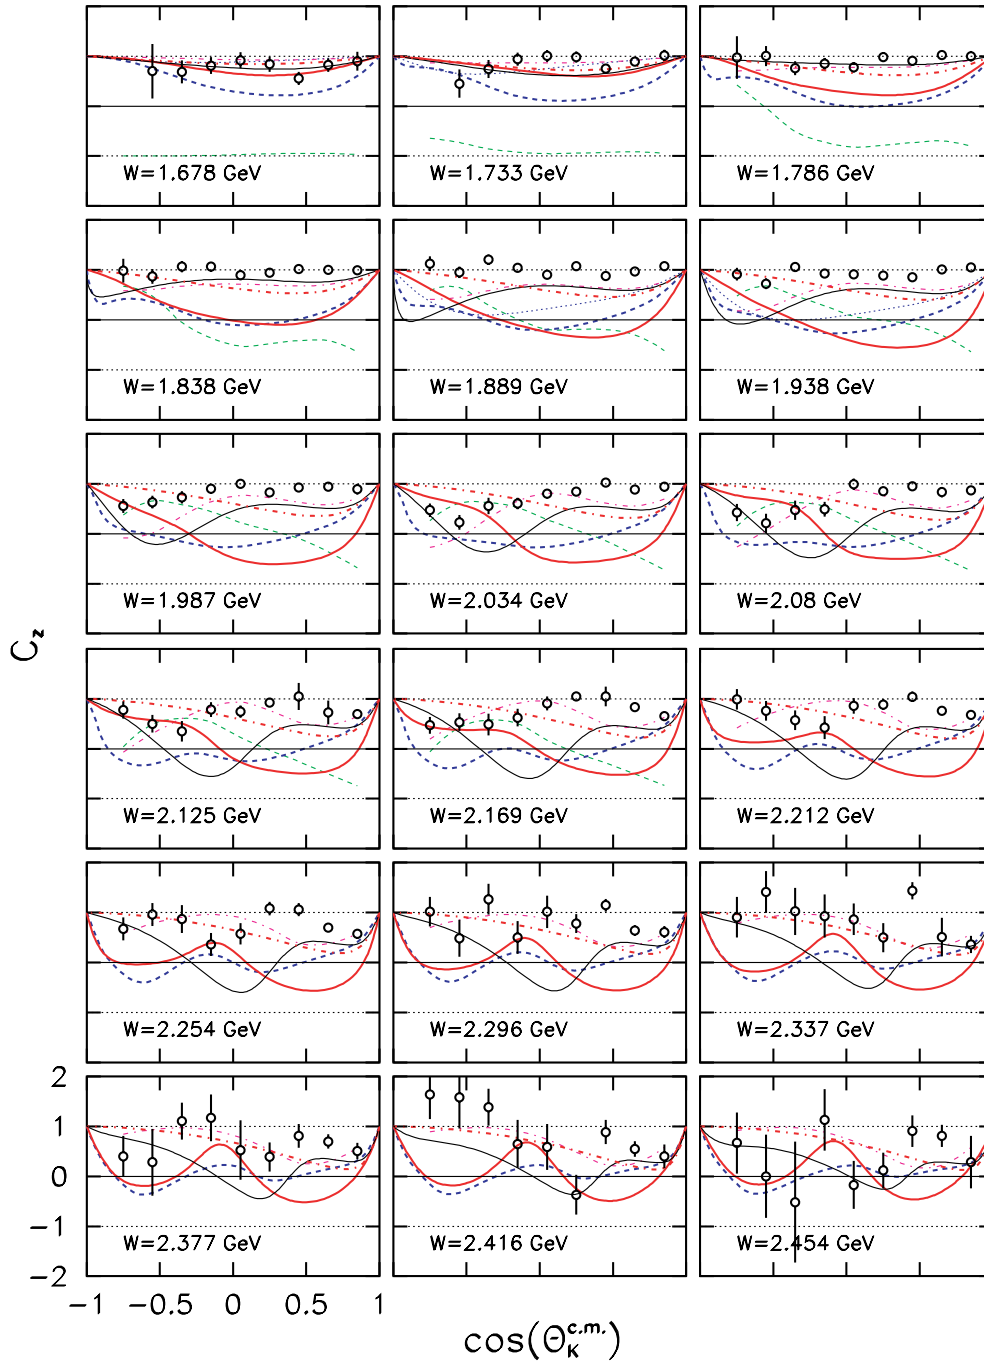 W=1.678 GeV
W=1.733 GeV
W=1.786 GeV
W=1.838 GeV
W=1.889 GeV
W=1.938 GeV
W=1.987 GeV
W=2.034 GeV
W=2.08 GeV
C_z
W=2.125 GeV
W=2.169 GeV
W=2.212 GeV
W=2.254 GeV
W=2.296 GeV
W=2.337 GeV
2
1
0
-1
-2
W=2.377 GeV
W=2.416 GeV
W=2.454 GeV
-1 -0.5 0 0.5 1
cos(Θ_K^c.m.)